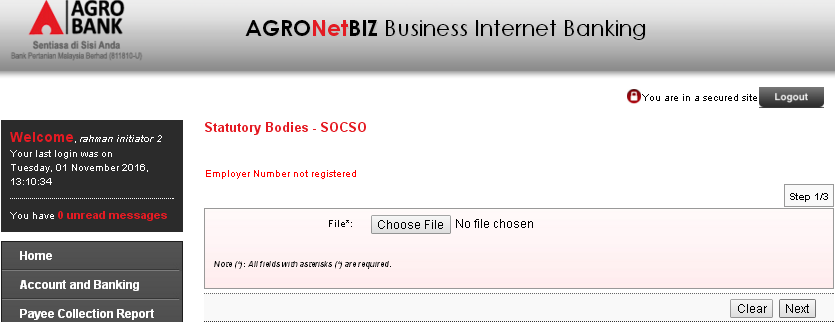 AGRO
BANK
Sentiasa di Sisi Anda
Bank Pertanian Malaysia Berhad (811810-U)
AGRONetBIZ Business Internet Banking
You are in a secured site
Logout
Welcome, rahman initiator 2
Your last login was on
Tuesday, 01 November 2016,
13:10:34
You have 0 unread messages
Home
Account and Banking
Payee Collection Report
Statutory Bodies - SOCSO
Employer Number not registered
Step 1/3
File*: Choose File No file chosen
Note (*): All fields with asterisks (*) are required.
Clear Next